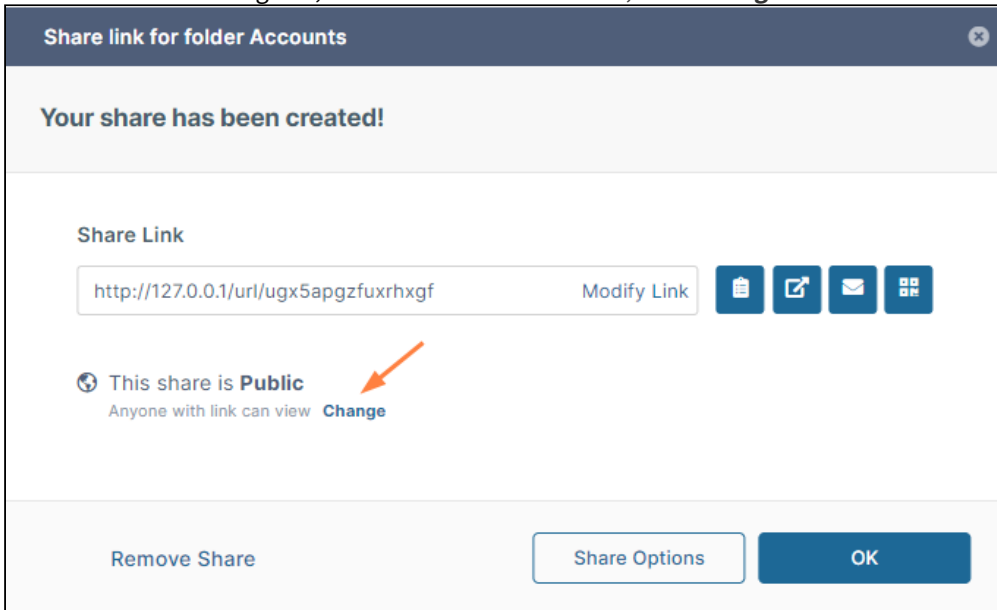 Share link for folder Accounts
Your share has been created!
Share Link
http://127.0.0.1/url/ugx5apgzfuxrhxgf Modify Link
This share is Public
Anyone with link can view Change
Remove Share Share Options OK